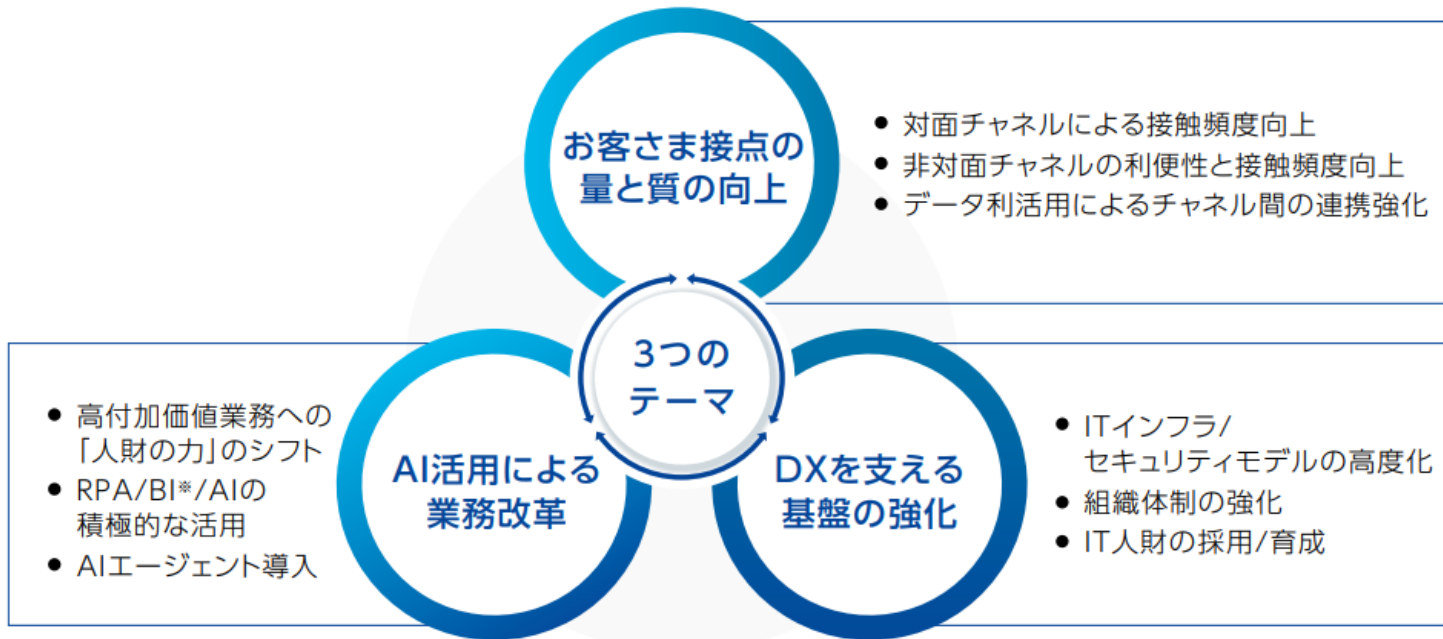 お客さま接点の
量と質の向上
● 対面チャネルによる接触頻度向上
● 非対面チャネルの利便性と接触頻度向上
● データ利活用によるチャネル間の連携強化
3つの
テーマ
● 高付加価値業務への
「人財の力」のシフト
● RPA/BI※/AIの
積極的な活用
● AIエージェント導入
AI活用による
業務改革
DXを支える
基盤の強化
● ITインフラ/
セキュリティモデルの高度化
● 組織体制の強化
● IT人財の採用/育成